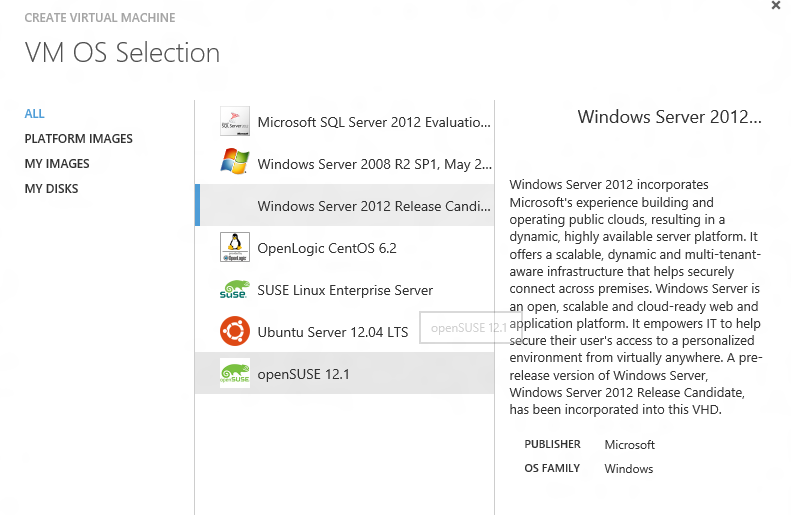 CREATE VIRTUAL MACHINE
VM OS Selection
ALL
PLATFORM IMAGES
MY IMAGES
MY DISKS
Microsoft SQL Server 2012 Evaluatio...
Windows Server 2008 R2 SP1, May 2...
Windows Server 2012 Release Candi...
OpenLogic CentOS 6.2
SUSE Linux Enterprise Server
Ubuntu Server 12.04 LTS
openSUSE 12.1
openSUSE 12.1
Windows Server 2012...
Windows Server 2012 incorporates
Microsoft's experience building and
operating public clouds, resulting in a
dynamic, highly available server platform. It
offers a scalable, dynamic and multi-tenant-
aware infrastructure that helps securely
connect across premises. Windows Server is
an open, scalable and cloud-ready web and
application platform. It empowers IT to help
secure their user's access to a personalized
environment from virtually anywhere. A pre-
release version of Windows Server,
Windows Server 2012 Release Candidate,
has been incorporated into this VHD.
PUBLISHER Microsoft
OS FAMILY Windows